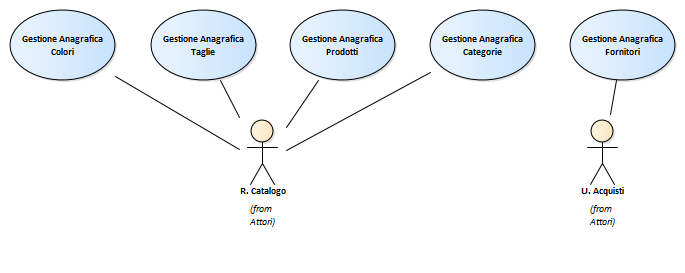 Gestione Anagrafica
Colori
Gestione Anagrafica
Taglie
Gestione Anagrafica
Prodotti
Gestione Anagrafica
Categorie
Gestione Anagrafica
Fornitori
R. Catalogo
(from
Attori)
U. Acquisti
(from
Attori)